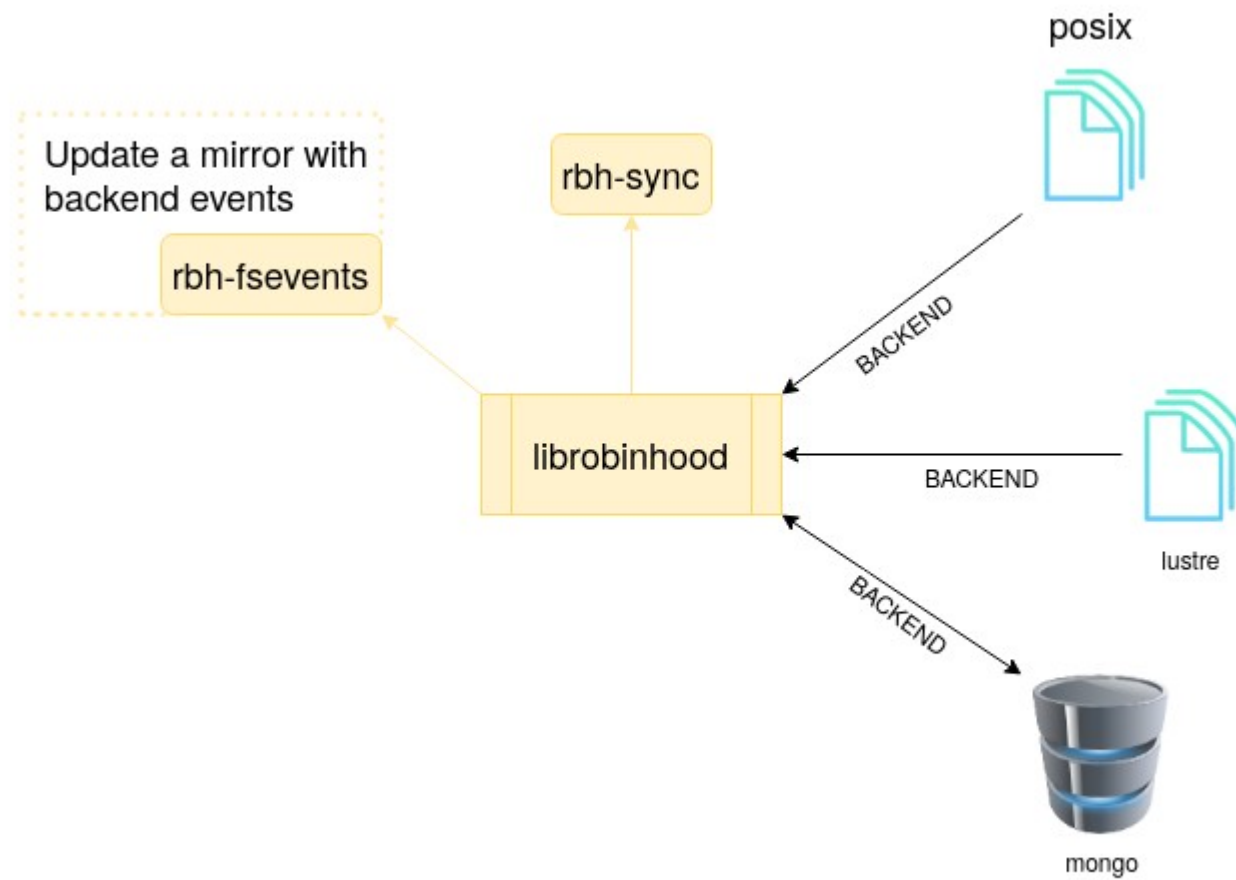 posix
Update a mirror with
backend events
rbh-sync
rbh-fsevents
BACKEND
librobinhood
BACKEND
lustre
BACKEND
mongo